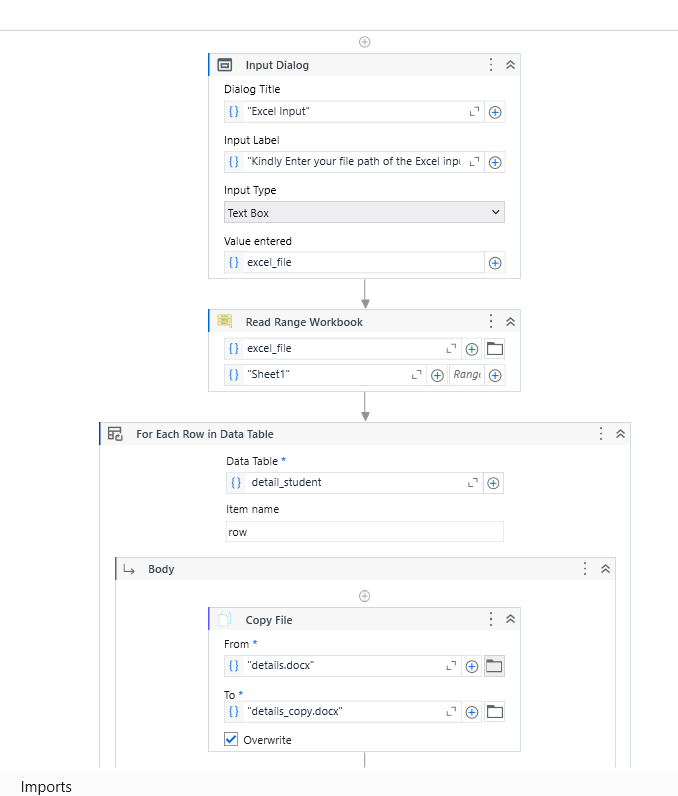 Input Dialog
Dialog Title
"Excel Input"
Input Label
"Kindly Enter your file path of the Excel inpu
Input Type
Text Box
Value entered
excel_file
Read Range Workbook
excel_file
"Sheet1" Range
For Each Row in Data Table
Data Table *
detail_student
Item name
row
Body
Copy File
From *
"details.docx"
To *
"details_copy.docx"
Overwrite
Imports